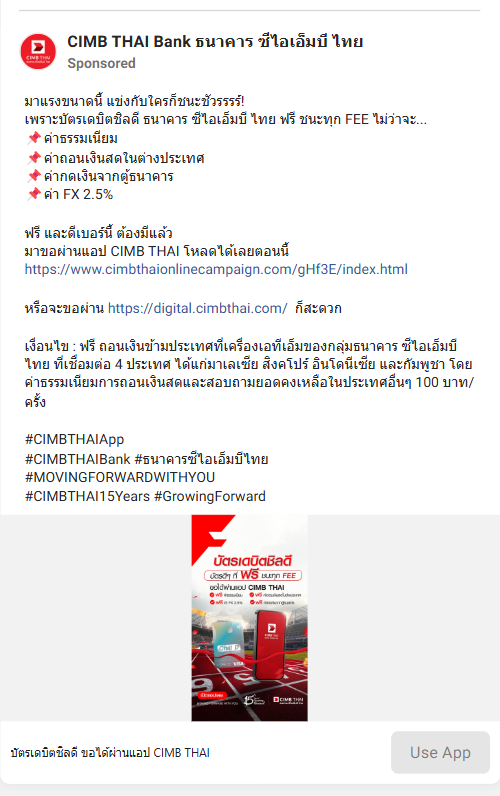 CIMB THAI Bank ธนาคาร ซีไอเอ็มบี ไทย
Sponsored
มาแรงขนาดนี้ แข่งกับใครก็ชนะชัวรรรร์!
เพราะบัตรเดบิตชิลดี ธนาคาร ซีไอเอ็มบี ไทย ฟรี ชนะทุก FEE ไม่ว่าจะ...
📌ค่าธรรมเนียม
📌ค่าถอนเงินสดในต่างประเทศ
📌ค่ากดเงินจากตู้ธนาคาร
📌ค่า FX 2.5%
ฟรี และดีเบอร์นี้ ต้องมีแล้ว
มาขอผ่านแอป CIMB THAI โหลดได้เลยตอนนี้
https://www.cimbthaionlinecampaign.com/gHf3E/index.html
หรือจะขอผ่าน https://digital.cimbthai.com/ ก็สะดวก
เงื่อนไข : ฟรี ถอนเงินข้ามประเทศที่เครื่องเอทีเอ็มของกลุ่มธนาคาร ซีไอเอ็มบี
ไทย ที่เชื่อมต่อ 4 ประเทศ ได้แก่มาเลเซีย สิงคโปร์ อินโดนีเซีย และกัมพูชา โดย
ค่าธรรมเนียมการถอนเงินสดและสอบถามยอดคงเหลือในประเทศอื่นๆ 100 บาท/
ครั้ง
#CIMBTHAIApp
#CIMBTHAIBank #ธนาคารซีไอเอ็มบีไทย
#MOVINGFORWARDWITHYOU
#CIMBTHAI15Years #GrowingForward
บัตรเดบิตชิลดี
บัตรดีๆ ที่ ฟรี ชนะทุก FEE
ขอได้ผ่านแอป CIMB THAI
CIMB THAI
บัตรเดบิตชิลดี ขอได้ผ่านแอป CIMB THAI
Use App